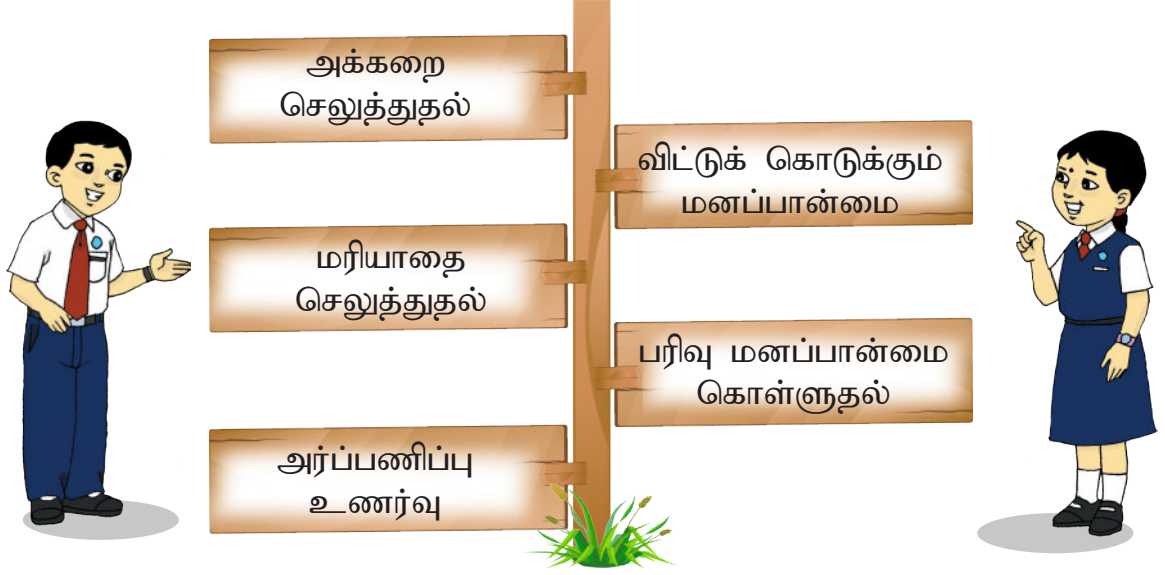 அக்கறை
செலுத்துதல்
விட்டுக் கொடுக்கும்
மனப்பான்மை
மரியாதை
செலுத்துதல்
பரிவு மனப்பான்மை
கொள்ளுதல்
அர்ப்பணிப்பு
உணர்வு